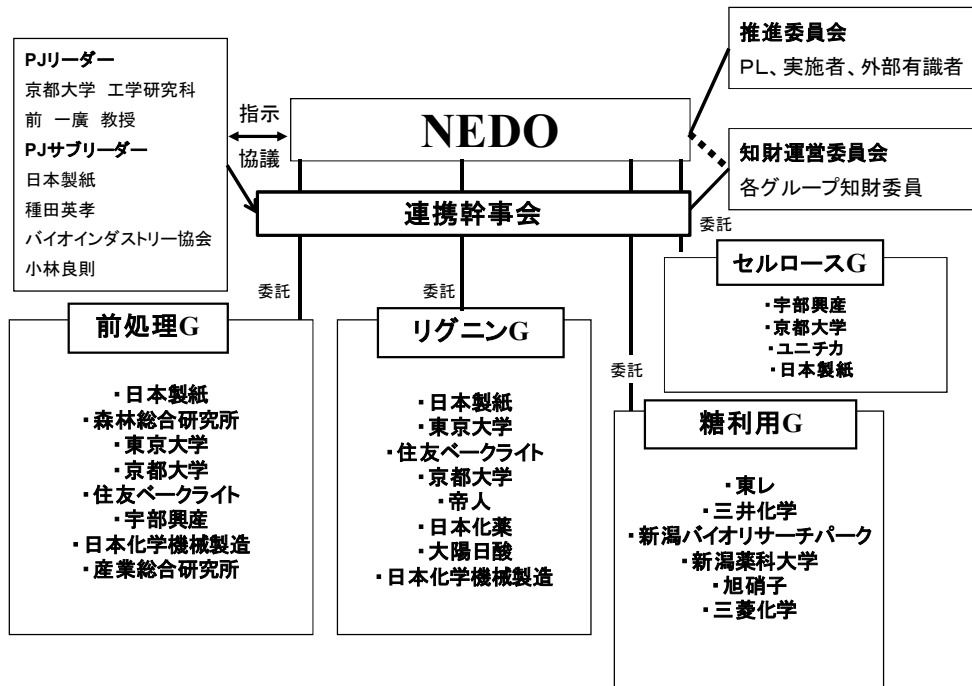 PJリーダー
京都大学 工学研究科
前 一廣 教授
PJサブリーダー
日本製紙
種田英孝
バイオインダストリー協会
小林良則
指示
協議
NEDO
連携幹事会
推進委員会
PL、実施者、外部有識者
知財運営委員会
各グループ知財委員
委託
委託
委託
委託
前処理G
・日本製紙
・森林総合研究所
・東京大学
・京都大学
・住友ベークライト
・宇部興産
・日本化学機械製造
・産業総合研究所
リグニンG
・日本製紙
・東京大学
・住友ベークライト
・京都大学
・帝人
・日本化薬
・大陽日酸
・日本化学機械製造
セルロースG
・宇部興産
・京都大学
・ユニチカ
・日本製紙
糖利用G
・東レ
・三井化学
・新潟バイオリサーチパーク
・新潟薬科大学
・旭硝子
・三菱化学